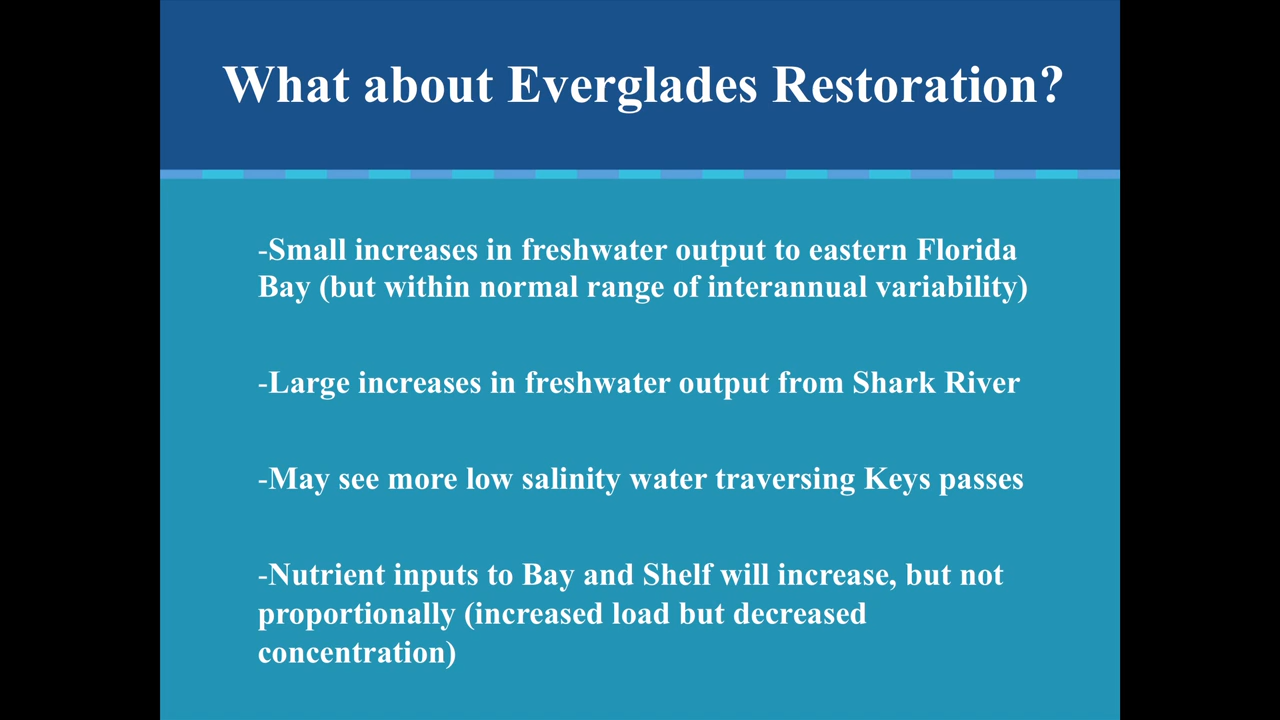 What about Everglades Restoration?
-Small increases in freshwater output to eastern Florida
Bay (but within normal range of interannual variability)
-Large increases in freshwater output from Shark River
-May see more low salinity water traversing Keys passes
-Nutrient inputs to Bay and Shelf will increase, but not
proportionally (increased load but decreased
concentration)